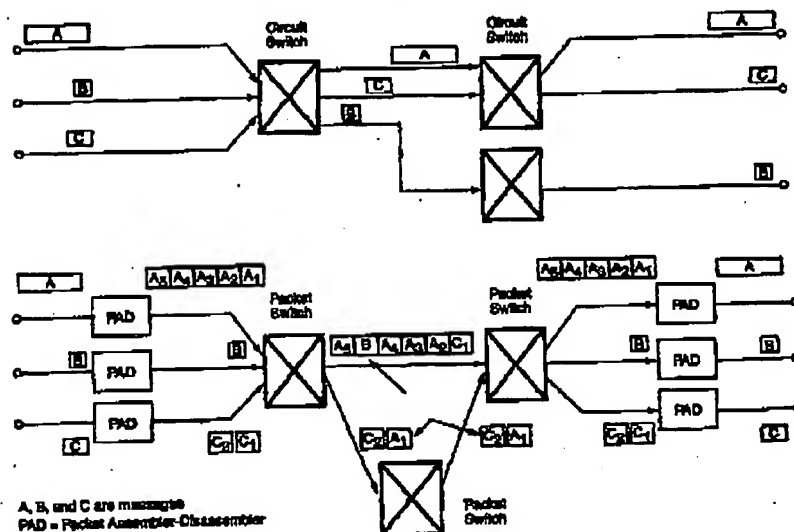 A
Circuit Switch
A
Circuit Switch
A
B
C
C
B
C
B
A
A5 A4 A3 A2 A1
Packet Switch
Packet Switch
A5 A4 A3 A2 A1
A
PAD
PAD
B
PAD
B
A5 B A4 A3 A2 C1
B
PAD
B
C
PAD
C2 C1
C2 A1
C2 A1
C2 C1
PAD
C
A, B, and C are messages
PAD = Packet Assembler-Disassembler
Packet Switch